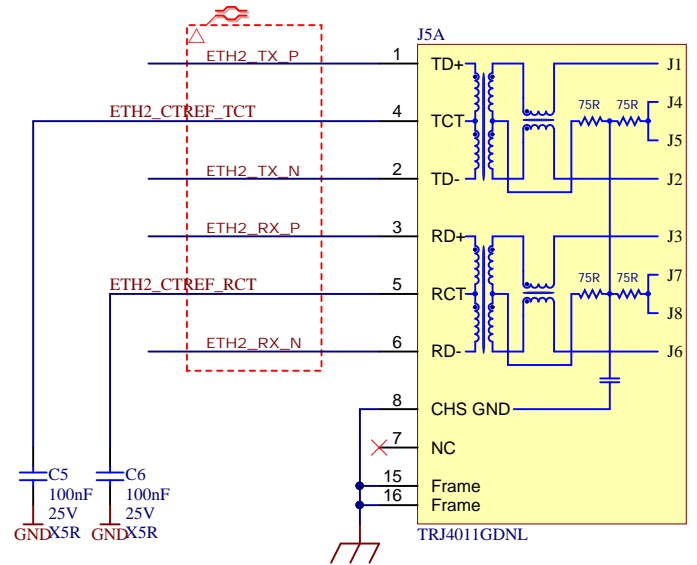 J5A
ETH2_TX_P 1 TD+ J1
ETH2_CTREF_TCT 4 TCT 75R 75R J4
J5
ETH2_TX_N 2 TD- J2
ETH2_RX_P 3 RD+ J3
ETH2_CTREF_RCT 5 RCT 75R 75R J7
J8
ETH2_RX_N 6 RD- J6
8 CHS GND
7 NC
15 Frame
16 Frame
TRJ4011GDNL
C5
100nF
25V
X5R
GND
C6
100nF
25V
X5R
GND